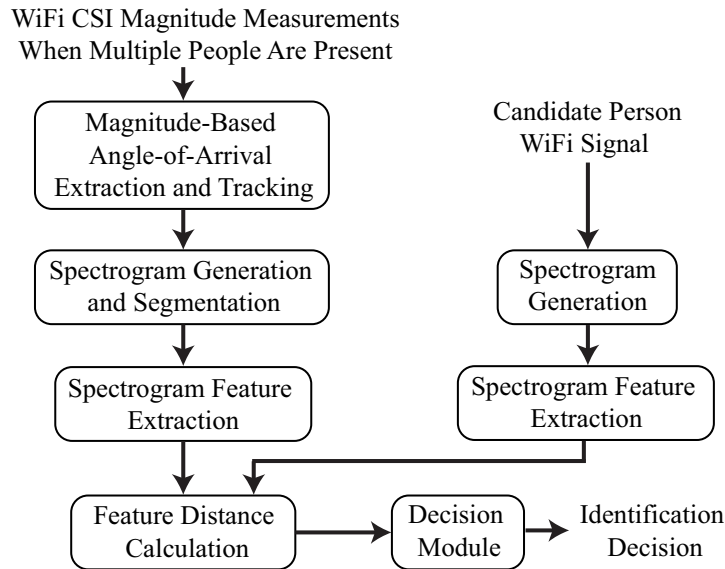 WiFi CSI Magnitude Measurements
When Multiple People Are Present
Magnitude-Based
Angle-of-Arrival
Extraction and Tracking
Spectrogram Generation
and Segmentation
Spectrogram Feature
Extraction
Candidate Person
WiFi Signal
Spectrogram
Generation
Spectrogram Feature
Extraction
Feature Distance
Calculation
Decision
Module
Identification
Decision